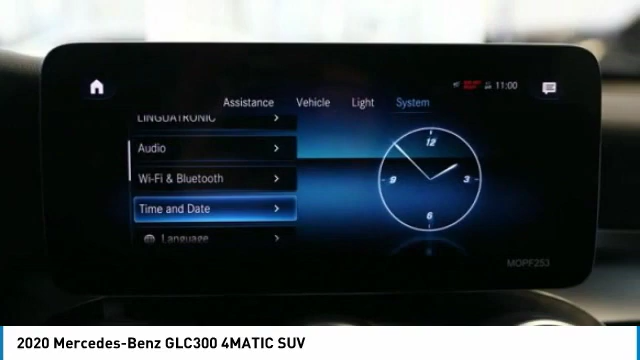 11:00
Assistance Vehicle Light System
LINGUATRONIC
Audio
Wi-Fi & Bluetooth
Time and Date
Language
12
9 3
6
MOPF253
2020 Mercedes-Benz GLC300 4MATIC SUV